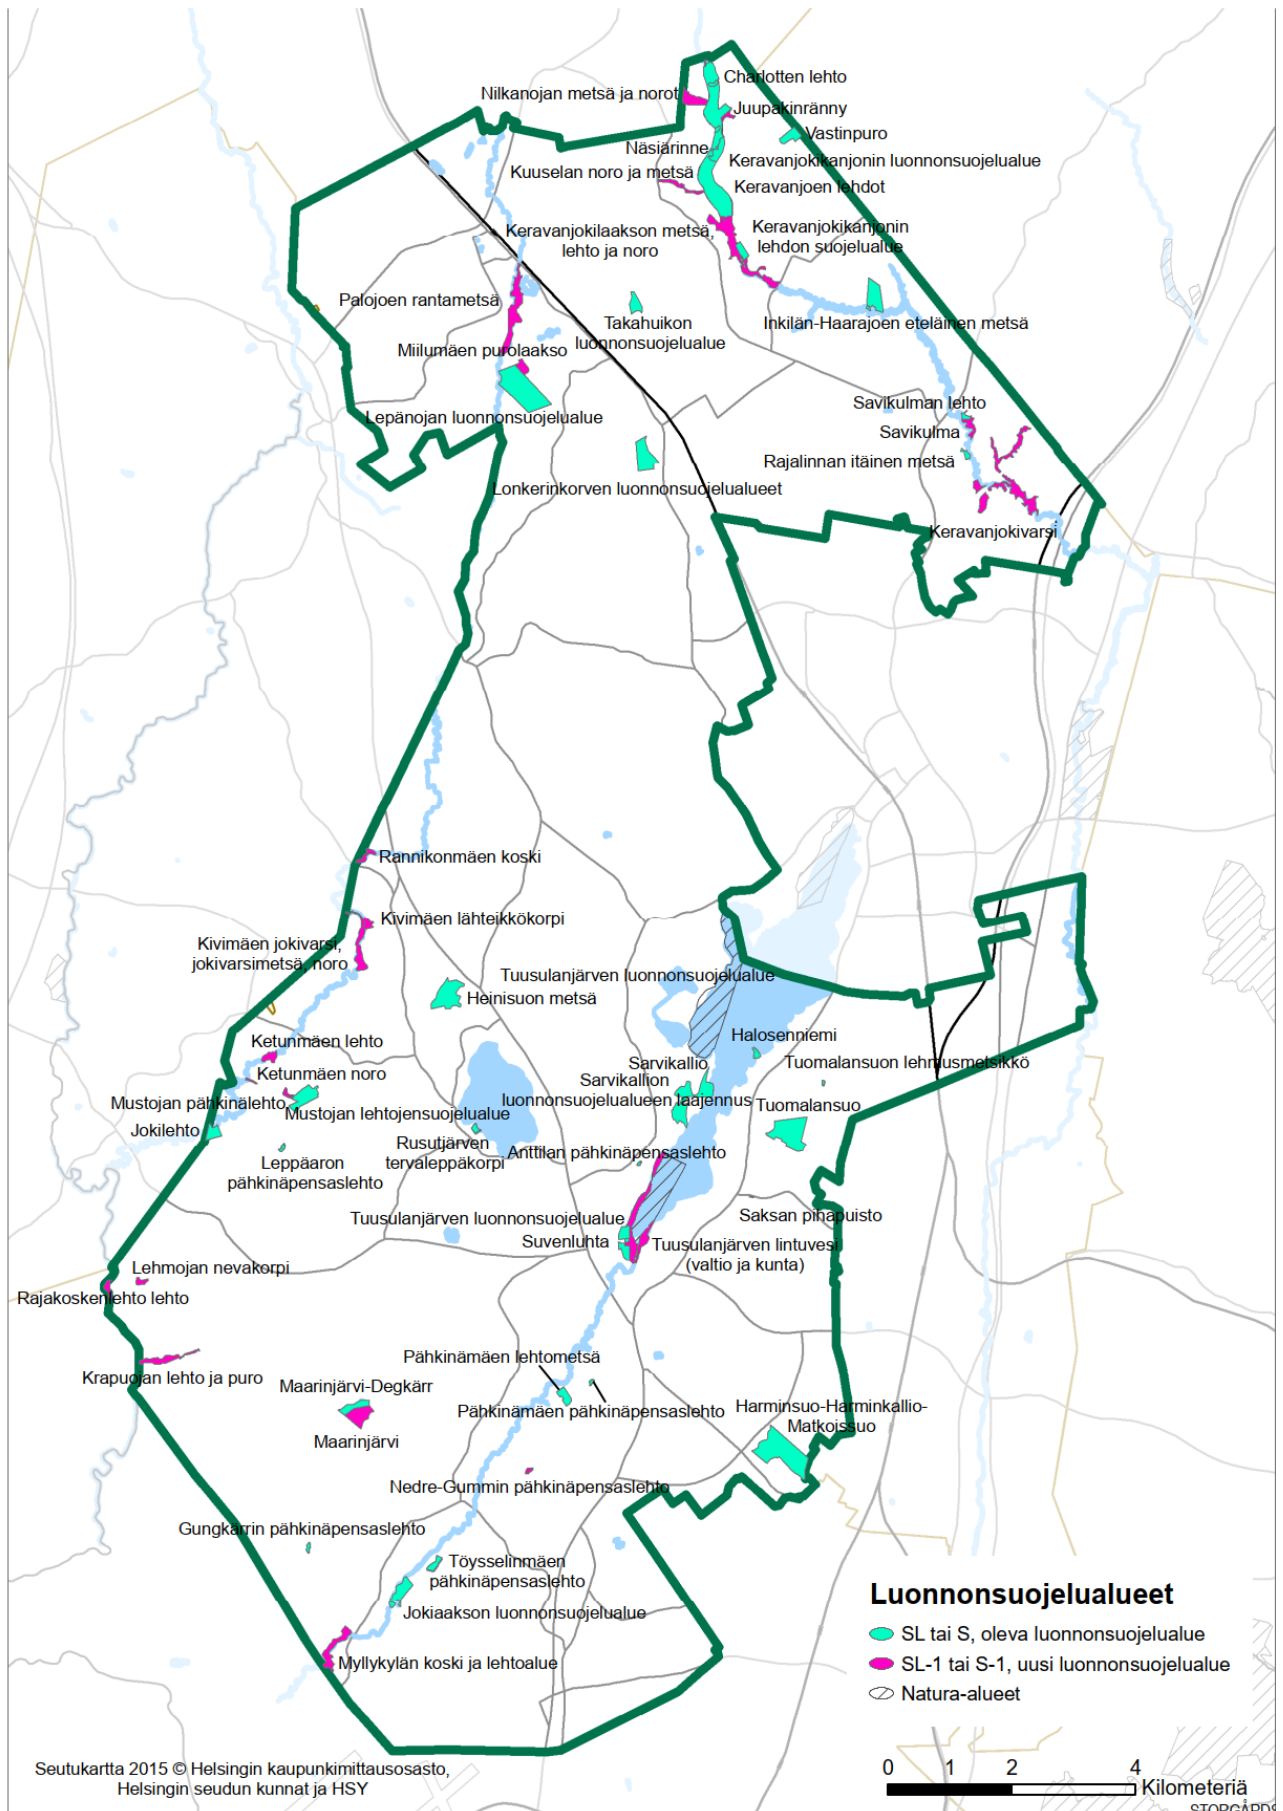 Charlotten lehto
Nilkanojan metsä ja norot
Juupakinränny
Vastinpuro
Näsiärinne
Keravanjokikanjonin luonnonsuojelualue
Kuuselan noro ja metsä
Keravanjoen lehdot
Keravanjokilaakson metsä,
lehto ja noro
Keravanjokikanjonin
lehdon suojelualue
Palojoen rantametsä
Takahuikon
luonnonsuojelualue
Inkilän-Haarajoen eteläinen metsä
Miilumäen purolaakso
Lepänojan luonnonsuojelualue
Savikulman lehto
Savikulma
Rajalinnan itäinen metsä
Lonkerinkorven luonnonsuojelualueet
Keravanjokivarsi
Rannikonmäen koski
Kivimäen lähteikkökorpi
Kivimäen jokivarsi,
jokivarsimetsä, noro
Tuusulanjärven luonnonsuojelualue
Heinisuon metsä
Halosenniemi
Ketunmäen lehto
Sarvikallio
Tuomalansuon lehmusmetsikkö
Ketunmäen noro
Sarvikallion
luonnonsuojelualueen laajennus
Mustojan pähkinälehto
Mustojan lehtojensuojelualue
Tuomalansuo
Jokilehto
Rusutjärven
tervaleppäkorpi
Anttilan pähkinäpensaslehto
Leppäaron
pähkinäpensaslehto
Tuusulanjärven luonnonsuojelualue
Saksan pihapuisto
Suvenluhta
Tuusulanjärven lintuvesi
(valtio ja kunta)
Lehmojan nevakorpi
Rajakoskenlehto lehto
Pähkinämäen lehtometsä
Krapuojan lehto ja puro
Maarinjärvi-Degkärr
Pähkinämäen pähkinäpensaslehto
Harminsuo-Harminkallio-
Matkoissuo
Maarinjärvi
Nedre-Gummin pähkinäpensaslehto
Gungkärrin pähkinäpensaslehto
Töysselinmäen
pähkinäpensaslehto
Jokiaakson luonnonsuojelualue
Myllykylän koski ja lehtoalue
Luonnonsuojelualueet
SL tai S, oleva luonnonsuojelualue
SL-1 tai S-1, uusi luonnonsuojelualue
Natura-alueet
Seutukartta 2015 © Helsingin kaupunkimittausosasto,
Helsingin seudun kunnat ja HSY
0 1 2 4
Kilometeriä
STORGÅRDS